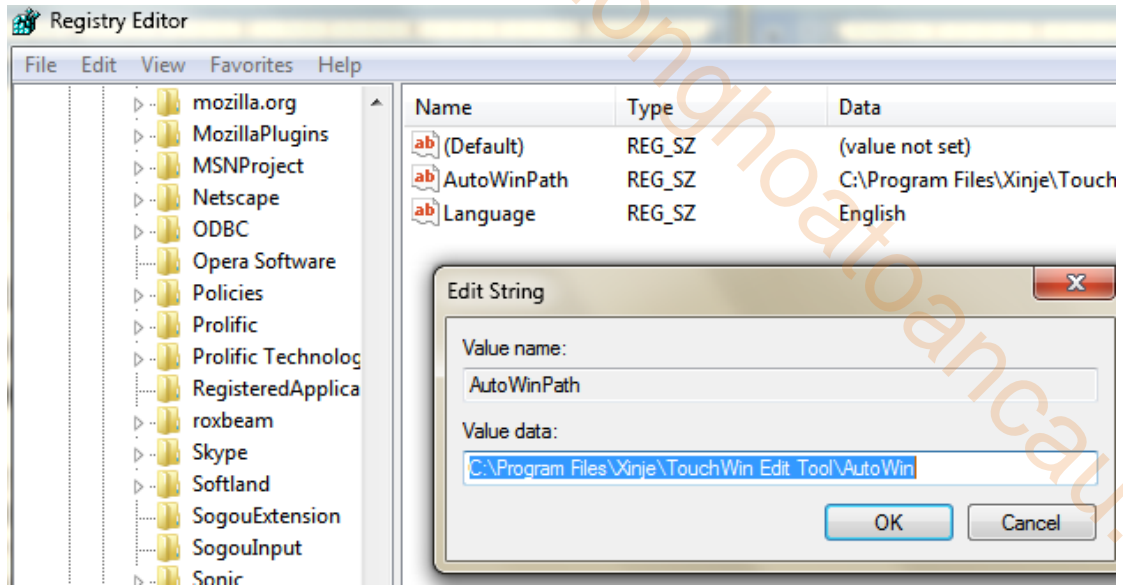 Registry Editor
File Edit View Favorites Help
mozilla.org
MozillaPlugins
MSNProject
Netscape
ODBC
Opera Software
Policies
Prolific
Prolific Technolog
RegisteredApplica
roxbeam
Skype
Softland
SogouExtension
SogouInput
Sonic
Name Type Data
(Default) REG_SZ (value not set)
AutoWinPath REG_SZ C:\Program Files\Xinje\Touch
Language REG_SZ English
Edit String
Value name:
AutoWinPath
Value data:
C:\Program Files\Xinje\TouchWin Edit Tool\AutoWin
OK Cancel
onghoatoancau.